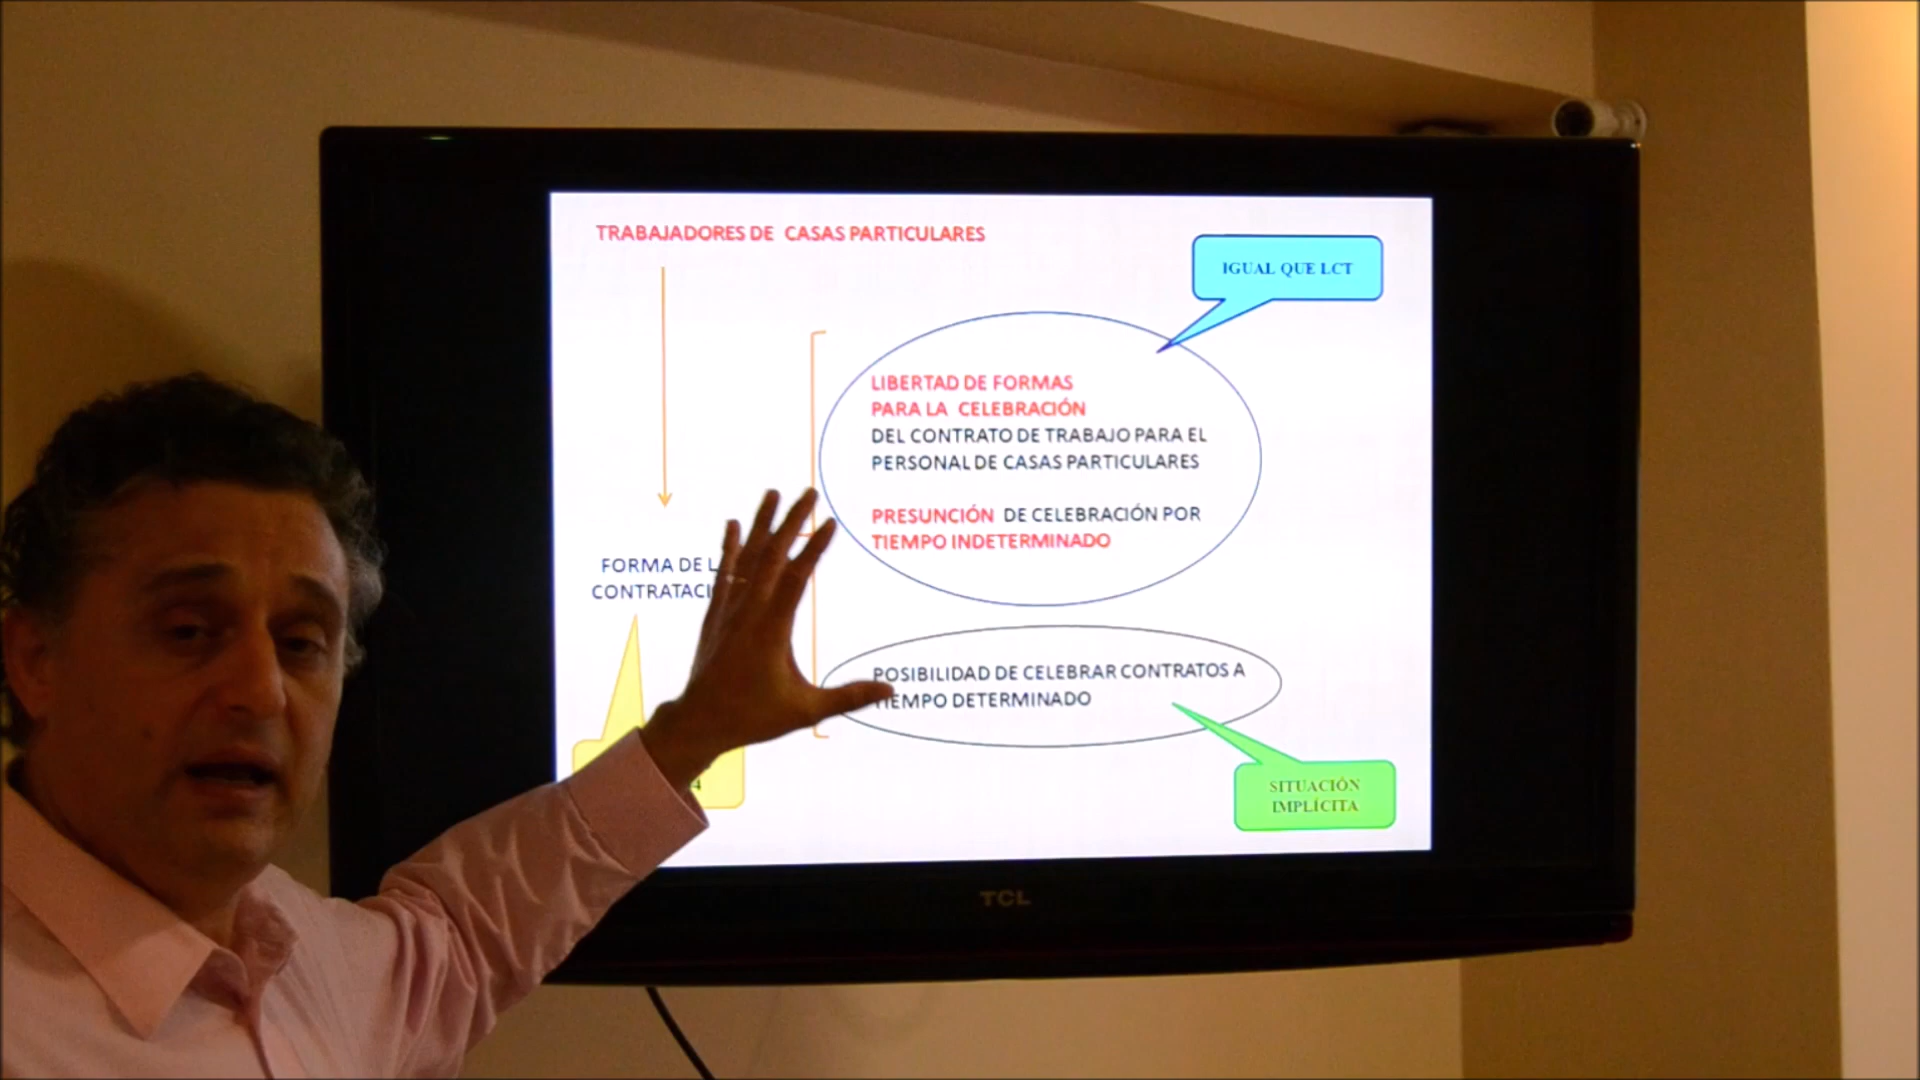 TRABAJADORES DE CASAS PARTICULARES
IGUAL QUE LCT
LIBERTAD DE FORMAS
PARA LA CELEBRACIÓN
DEL CONTRATO DE TRABAJO PARA EL
PERSONAL DE CASAS PARTICULARES
PRESUNCIÓN DE CELEBRACIÓN POR
TIEMPO INDETERMINADO
FORMA DE L
CONTRATACI
POSIBILIDAD DE CELEBRAR CONTRATOS A
TIEMPO DETERMINADO
SITUACIÓN
IMPLÍCITA
4
TCL